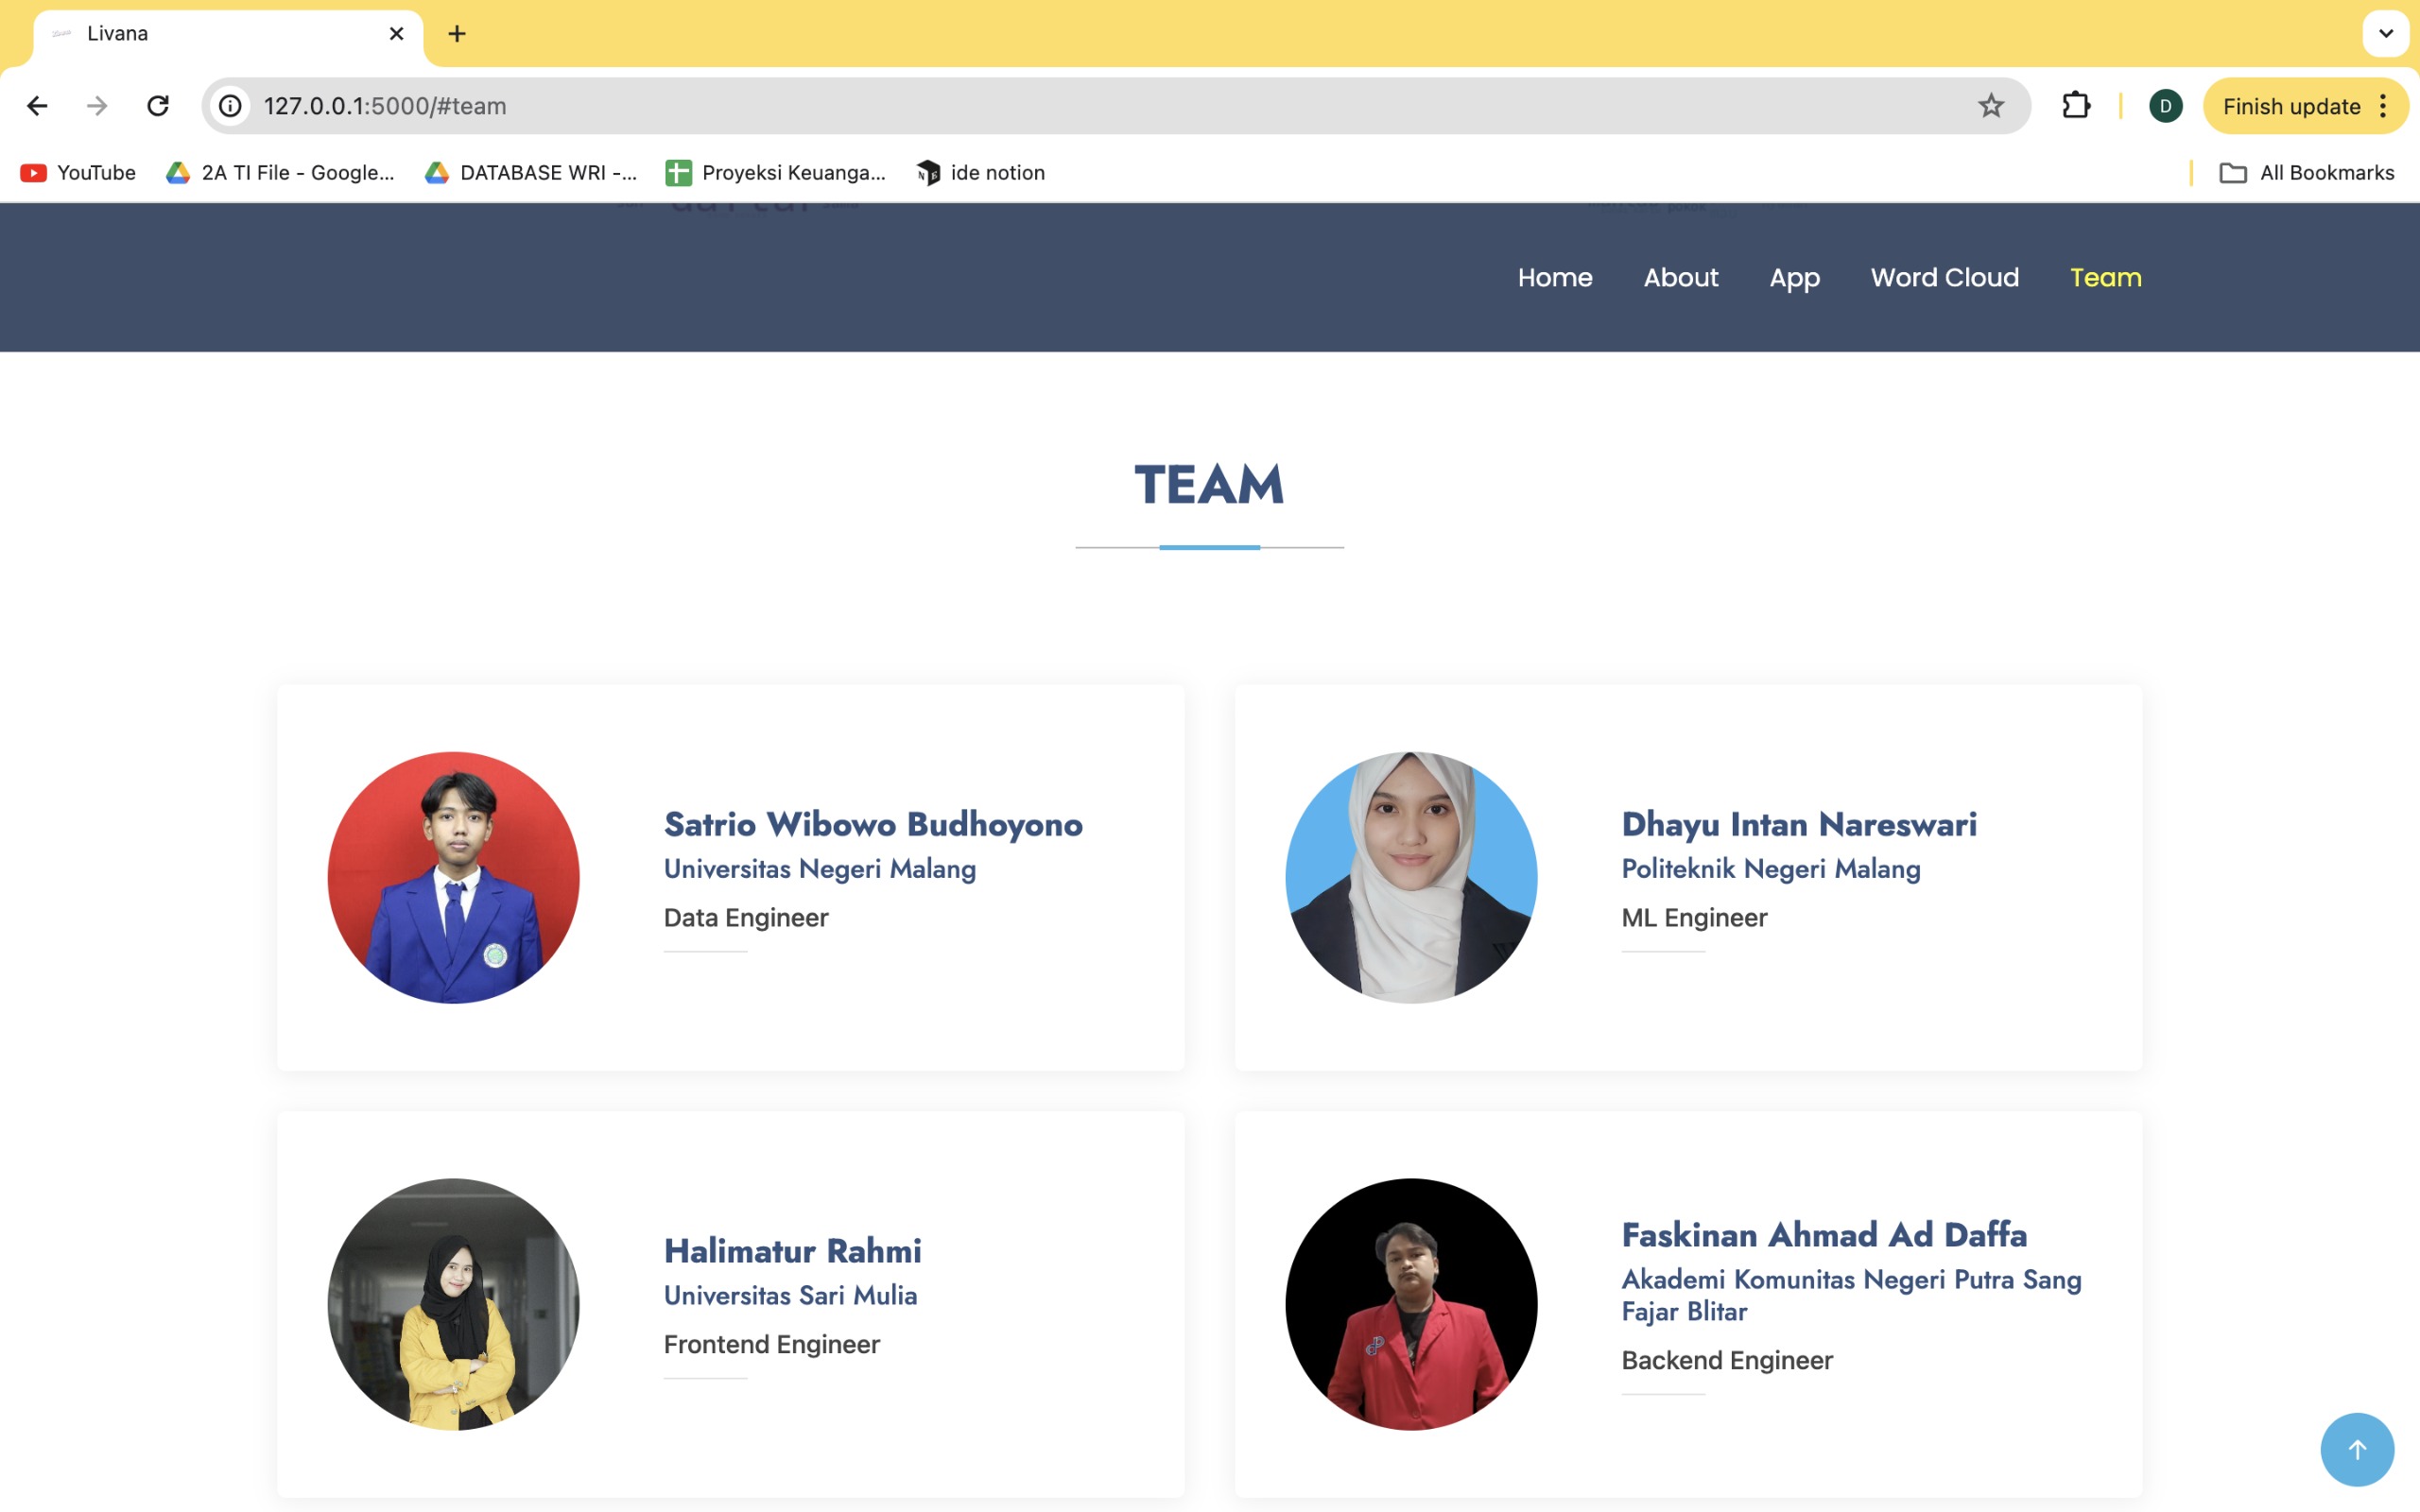 Livana
127.0.0.1:5000/#team
D
Finish update
YouTube
2A TI File - Google...
DATABASE WRI -...
Proyeksi Keuanga...
ide notion
All Bookmarks
Home
About
App
Word Cloud
Team
TEAM
Satrio Wibowo Budhoyono
Universitas Negeri Malang
Data Engineer
Dhayu Intan Nareswari
Politeknik Negeri Malang
ML Engineer
Halimatur Rahmi
Universitas Sari Mulia
Frontend Engineer
Faskinan Ahmad Ad Daffa
Akademi Komunitas Negeri Putra Sang
Fajar Blitar
Backend Engineer